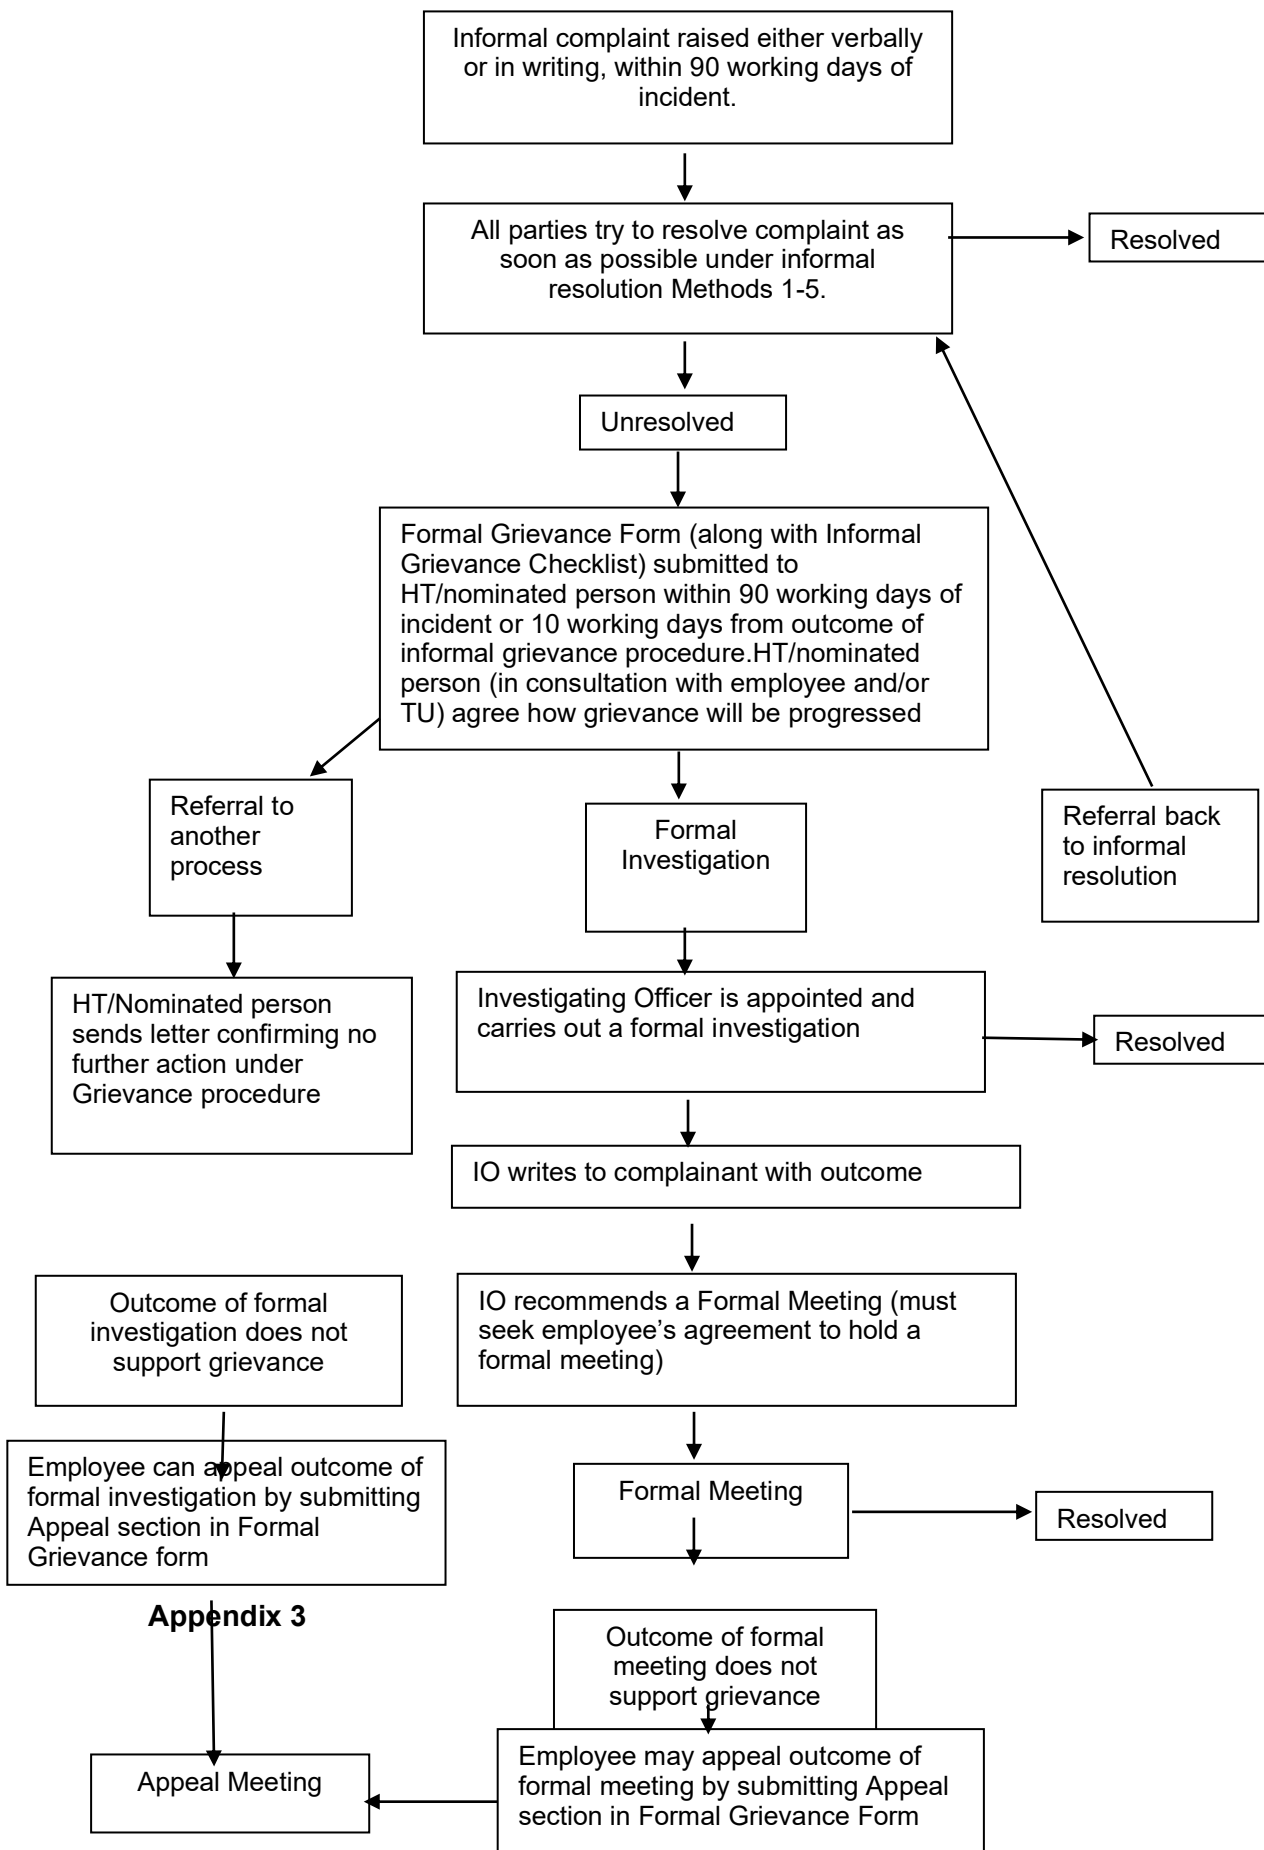 Informal complaint raised either verbally
or in writing, within 90 working days of
incident.
All parties try to resolve complaint as
soon as possible under informal
resolution Methods 1-5.
Resolved
Unresolved
Formal Grievance Form (along with Informal
Grievance Checklist) submitted to
HT/nominated person within 90 working days of
incident or 10 working days from outcome of
informal grievance procedure.HT/nominated
person (in consultation with employee and/or
TU) agree how grievance will be progressed
Referral to
another
process
Formal
Investigation
Referral back
to informal
resolution
HT/Nominated person
sends letter confirming no
further action under
Grievance procedure
Investigating Officer is appointed and
carries out a formal investigation
Resolved
IO writes to complainant with outcome
Outcome of formal
investigation does not
support grievance
IO recommends a Formal Meeting (must
seek employee’s agreement to hold a
formal meeting)
Employee can appeal outcome of
formal investigation by submitting
Appeal section in Formal
Grievance form
Formal Meeting
Resolved
Appendix 3
Outcome of formal
meeting does not
support grievance
Appeal Meeting
Employee may appeal outcome of
formal meeting by submitting Appeal
section in Formal Grievance Form